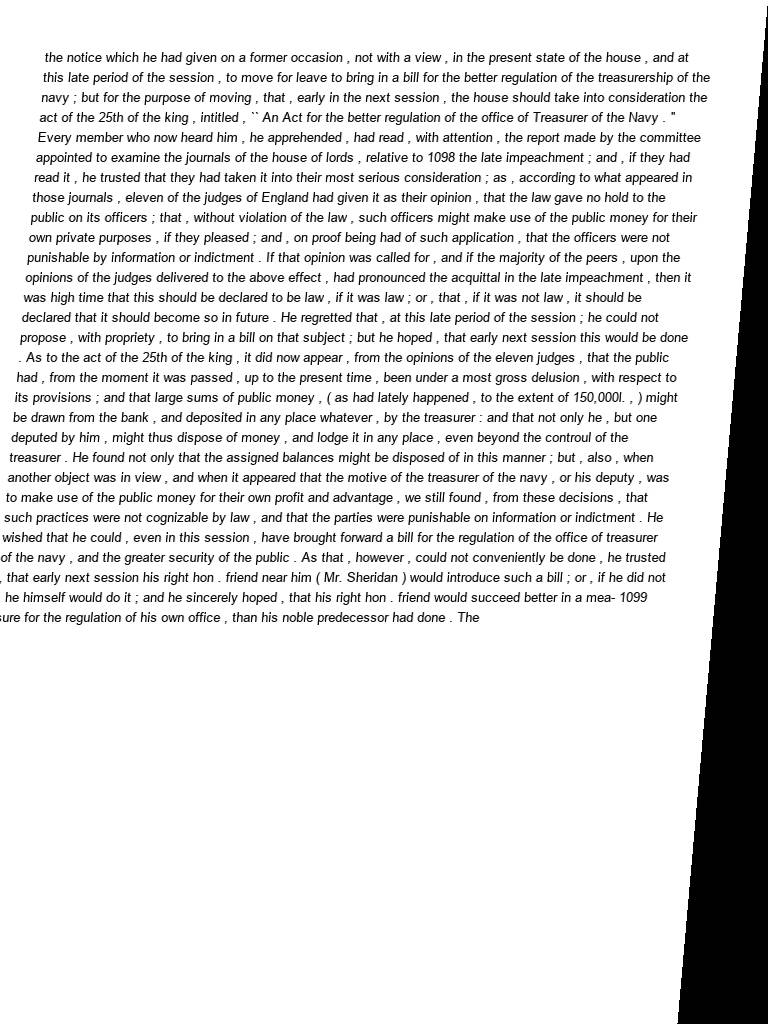 the notice which he had given on a former occasion , not with a view , in the present state of the house , and at
this late period of the session , to move for leave to bring in a bill for the better regulation of the treasurership of the
navy ; but for the purpose of moving , that , early in the next session , the house should take into consideration the
act of the 25th of the king , intitled , `` An Act for the better regulation of the office of Treasurer of the Navy . "
Every member who now heard him , he apprehended , had read , with attention , the report made by the committee
appointed to examine the journals of the house of lords , relative to 1098 the late impeachment ; and , if they had
read it , he trusted that they had taken it into their most serious consideration ; as , according to what appeared in
those journals , eleven of the judges of England had given it as their opinion , that the law gave no hold to the
public on its officers ; that , without violation of the law , such officers might make use of the public money for their
own private purposes , if they pleased ; and , on proof being had of such application , that the officers were not
punishable by information or indictment . If that opinion was called for , and if the majority of the peers , upon the
opinions of the judges delivered to the above effect , had pronounced the acquittal in the late impeachment , then it
was high time that this should be declared to be law , if it was law ; or , that , if it was not law , it should be
declared that it should become so in future . He regretted that , at this late period of the session ; he could not
propose , with propriety , to bring in a bill on that subject ; but he hoped , that early next session this would be done
. As to the act of the 25th of the king , it did now appear , from the opinions of the eleven judges , that the public
had , from the moment it was passed , up to the present time , been under a most gross delusion , with respect to
its provisions ; and that large sums of public money , ( as had lately happened , to the extent of 150,000l. , ) might
be drawn from the bank , and deposited in any place whatever , by the treasurer : and that not only he , but one
deputed by him , might thus dispose of money , and lodge it in any place , even beyond the controul of the
treasurer . He found not only that the assigned balances might be disposed of in this manner ; but , also , when
another object was in view , and when it appeared that the motive of the treasurer of the navy , or his deputy , was
to make use of the public money for their own profit and advantage , we still found , from these decisions , that
such practices were not cognizable by law , and that the parties were punishable on information or indictment . He
wished that he could , even in this session , have brought forward a bill for the regulation of the office of treasurer
of the navy , and the greater security of the public . As that , however , could not conveniently be done , he trusted
, that early next session his right hon . friend near him ( Mr. Sheridan ) would introduce such a bill ; or , if he did not
he himself would do it ; and he sincerely hoped , that his right hon . friend would succeed better in a mea- 1099
sure for the regulation of his own office , than his noble predecessor had done . The